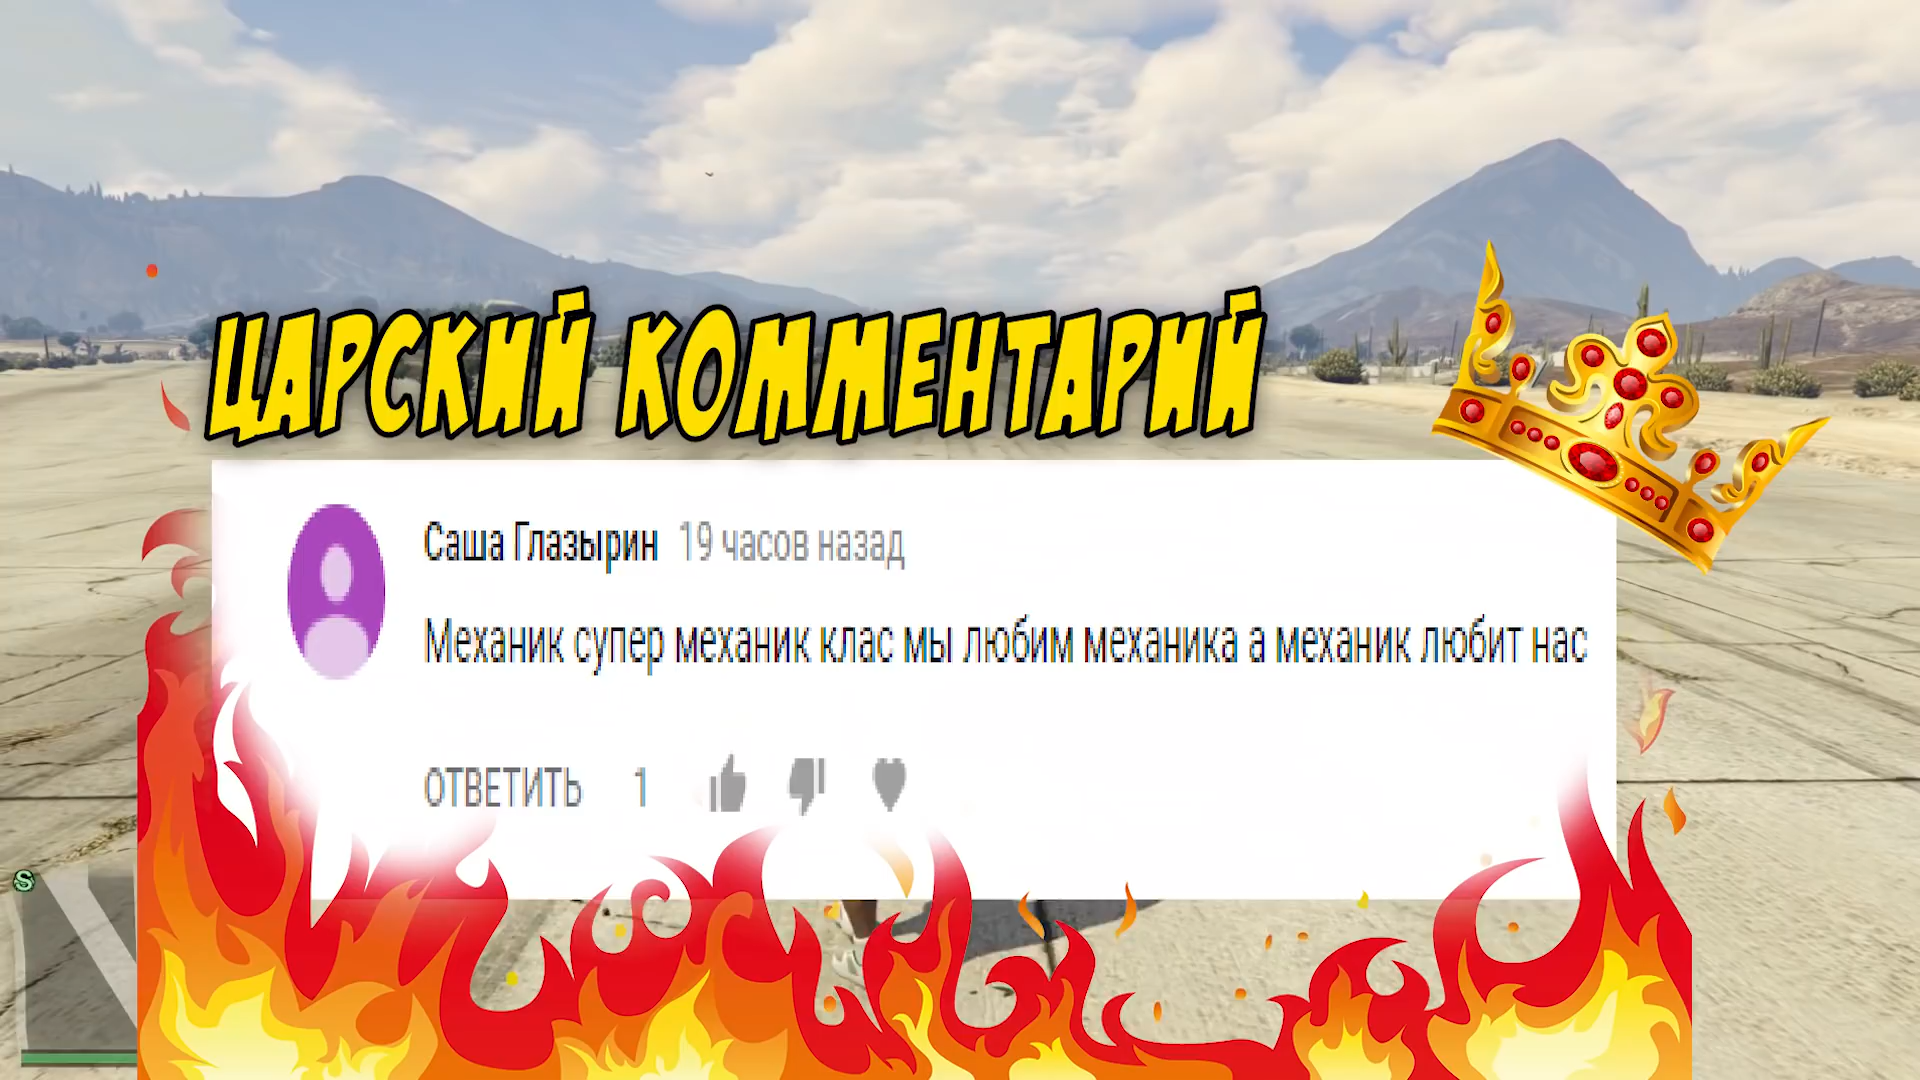 ЦАРСКИЙ КОММЕНТАРИЙ
Саша Глазырин 19 часов назад
Механик супер механик клас мы любим механика а механик любит нас
ОТВЕТИТЬ 1
S